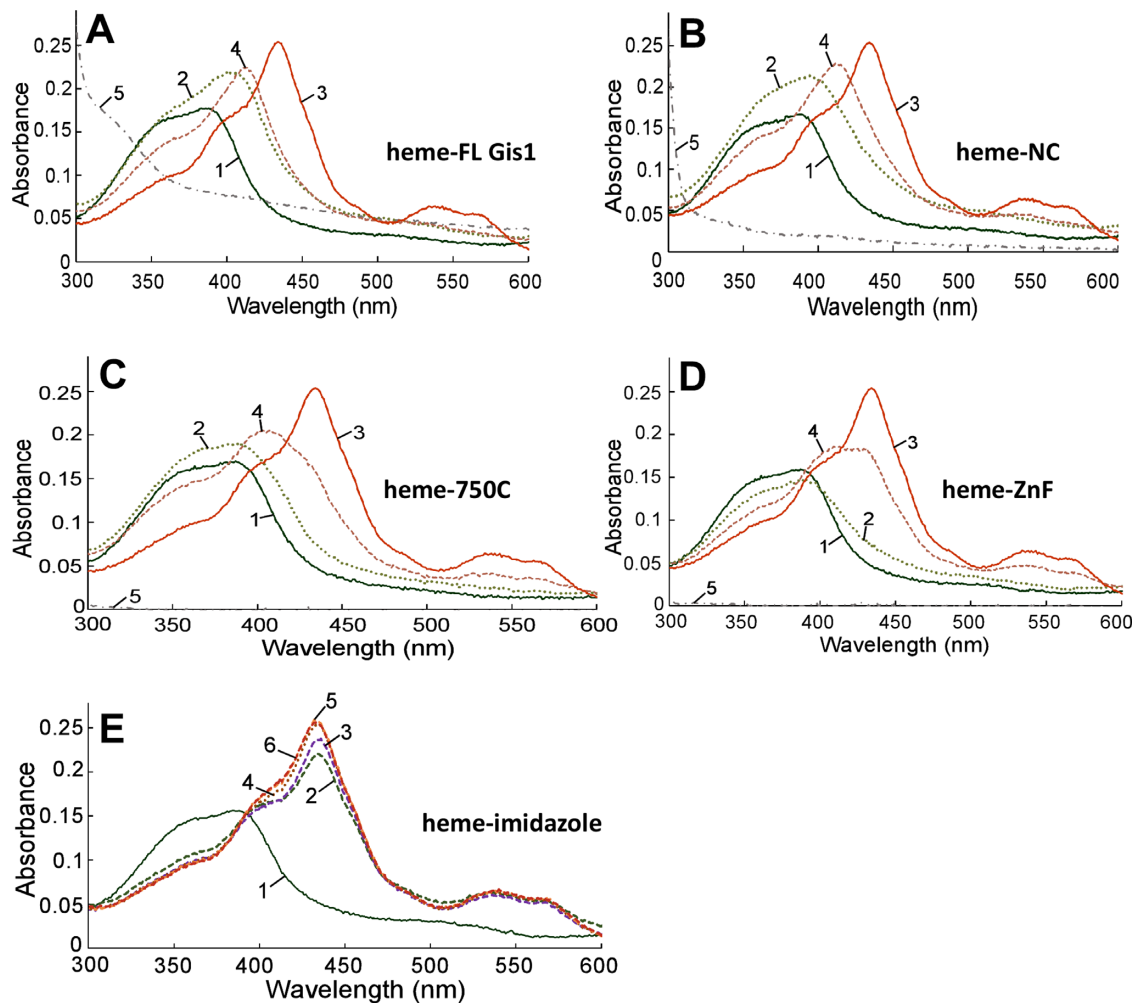 A
B
Absorbance
0.25
0.2
0.15
0.1
0.05
0
300 350 400 450 500 550 600
Wavelength (nm)
5
2
4
3
1
heme-FL Gis1
Absorbance
0.25
0.2
0.15
0.1
0.05
0
300 350 400 450 500 550 600
Wavelength (nm)
5
2
4
3
1
heme-NC
C
D
Absorbance
0.25
0.2
0.15
0.1
0.05
0
300 350 400 450 500 550 600
Wavelength (nm)
2
4
3
1
5
heme-750C
Absorbance
0.25
0.2
0.15
0.1
0.05
0
300 350 400 450 500 550 600
Wavelength (nm)
4
3
2
1
5
heme-ZnF
E
Absorbance
0.25
0.2
0.15
0.1
0.05
0
300 350 400 450 500 550 600
Wavelength (nm)
5
6
3
4
2
1
heme-imidazole